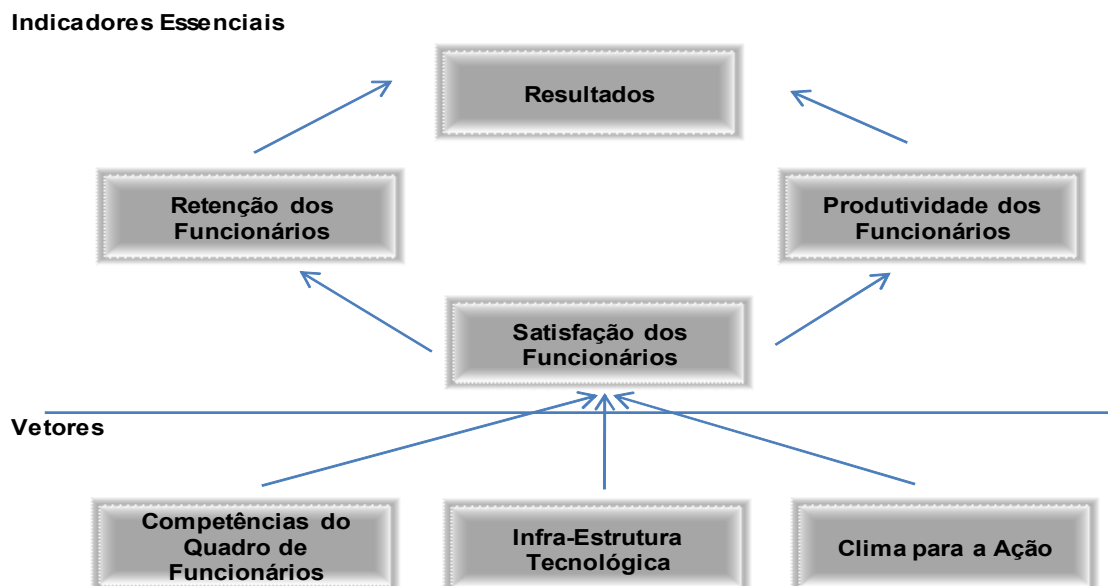 Indicadores Essenciais
Resultados
Retenção dos
Funcionários
Produtividade dos
Funcionários
Satisfação dos
Funcionários
Vetores
Competências do
Quadro de
Funcionários
Infra-Estrutura
Tecnológica
Clima para a Ação